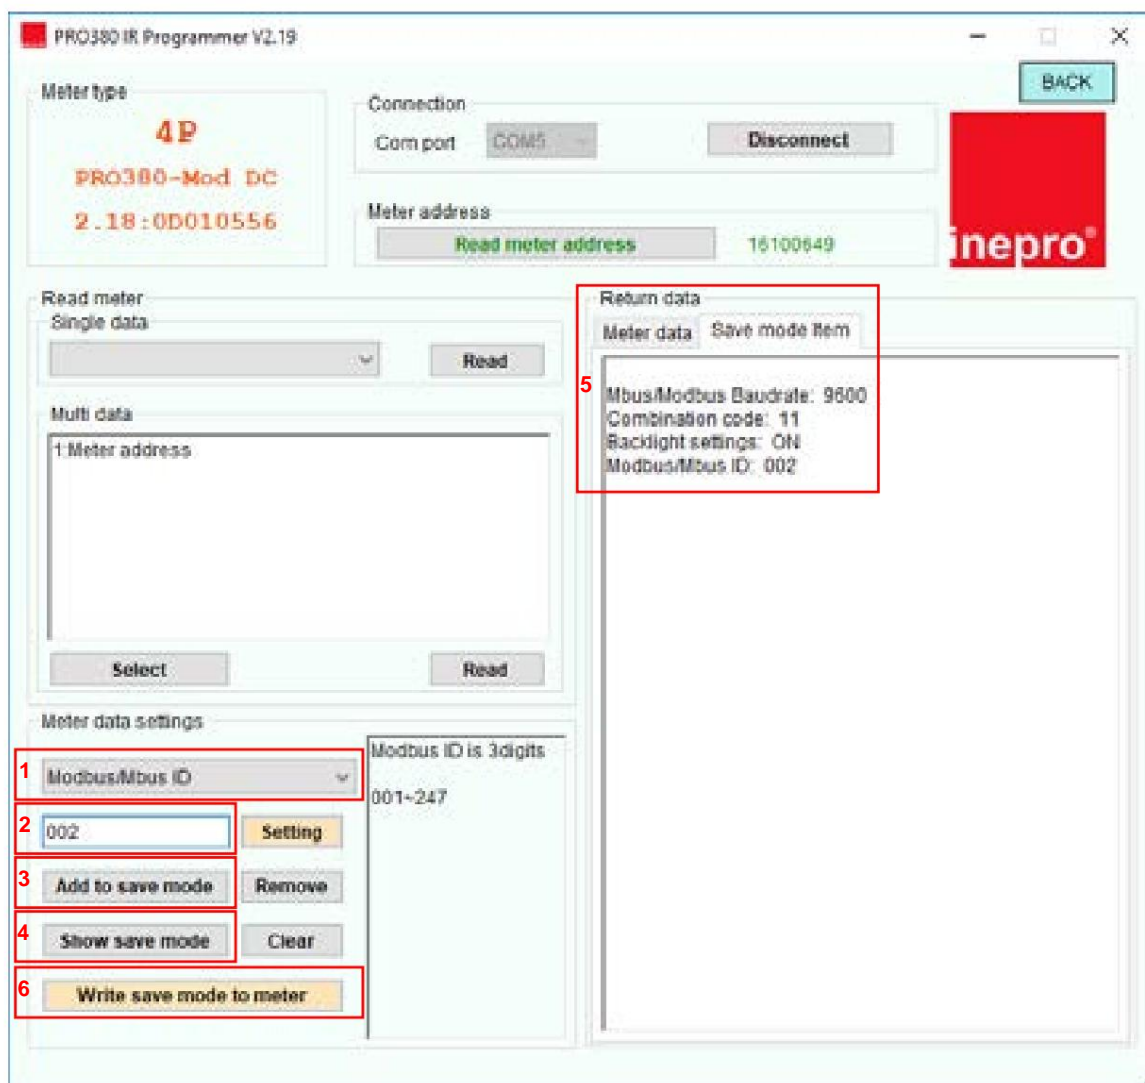 PRO380 IR Programmer V2.19
BACK
Meter type
4P
PRO380-Mod DC
2.18:0D010556
Connection
Com port
COM5
Disconnect
Meter address
Read meter address
16100649
inepro®
Read meter
Single data
Read
Multi data
1:Meter address
Select
Read
Return data
Meter data
Save mode item
5
Mbus/Modbus Baudrate: 9600
Combination code: 11
Backlight settings: ON
Modbus/Mbus ID: 002
Meter data settings
1
Modbus/Mbus ID
2
002
Setting
3
Add to save mode
Remove
4
Show save mode
Clear
6
Write save mode to meter
Modbus ID is 3digits
001~247